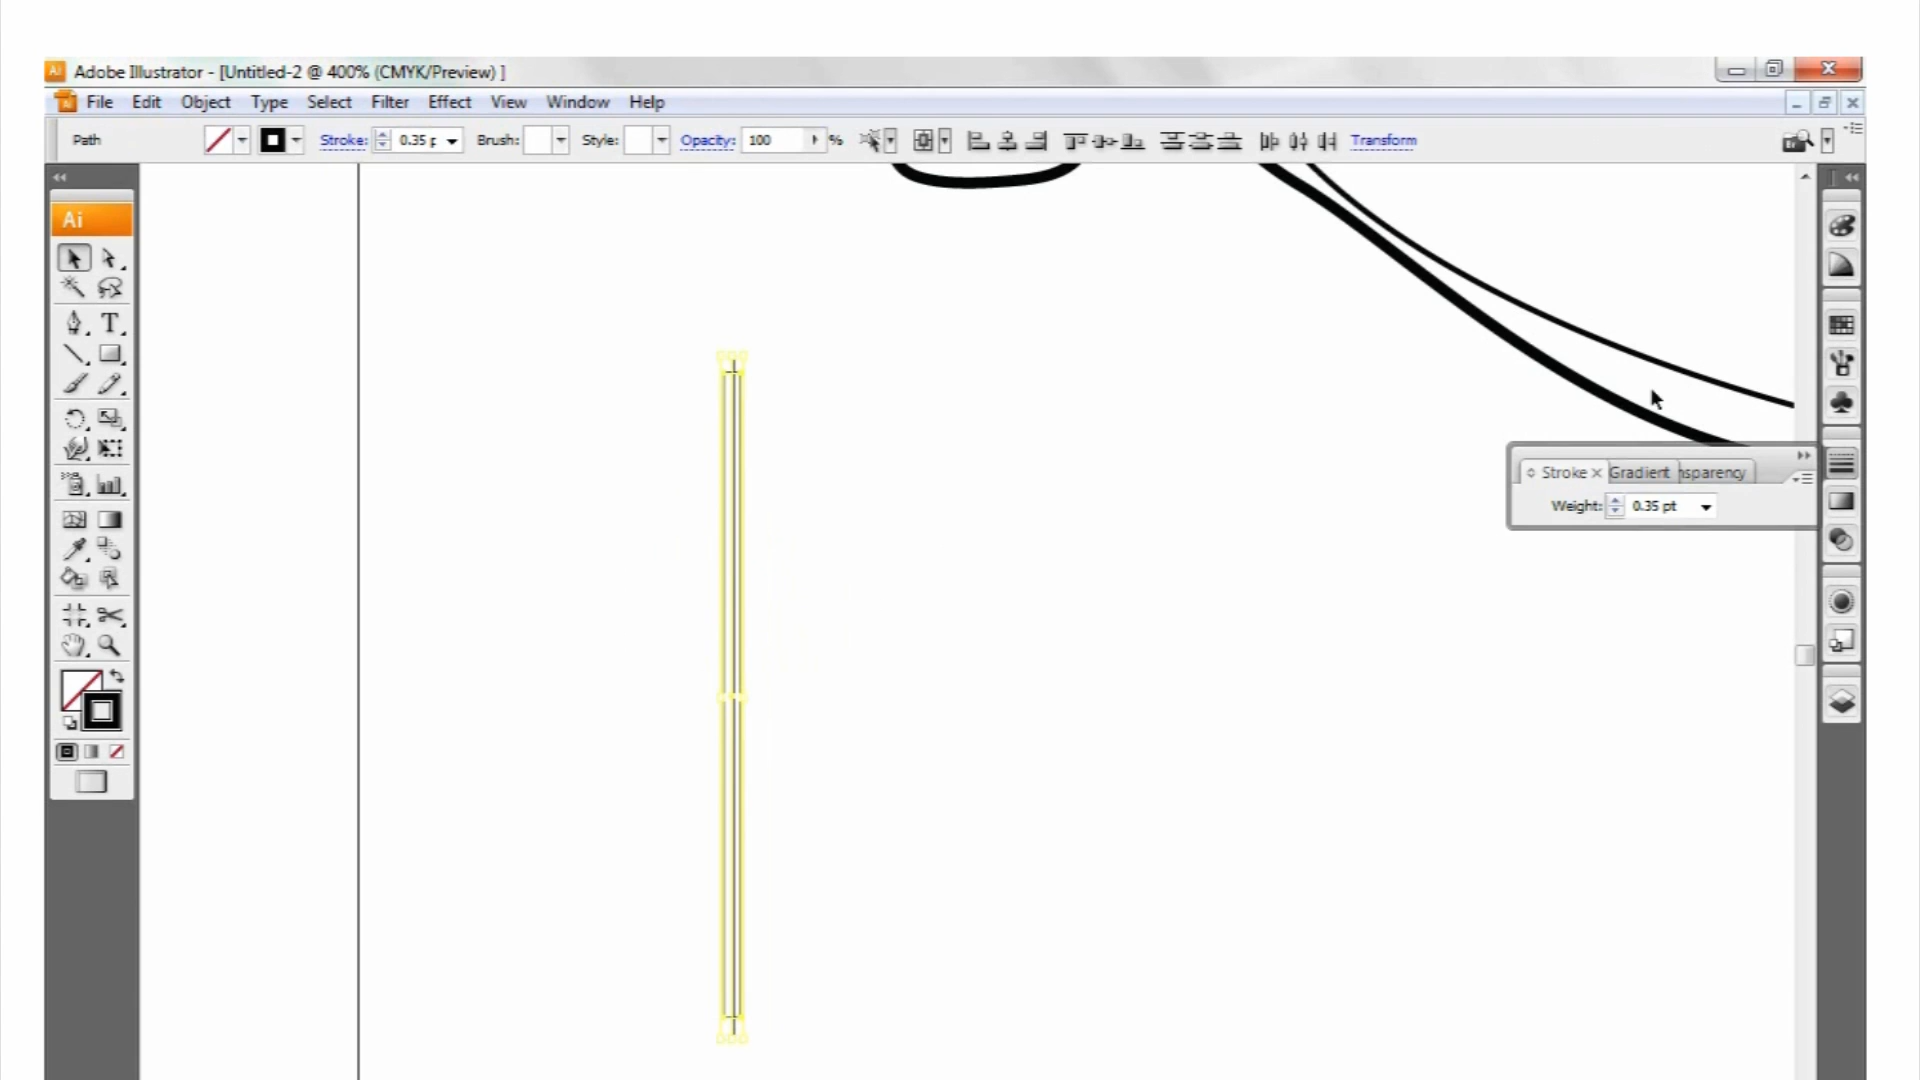 Adobe Illustrator - [Untitled-2 @ 400% (CMYK/Preview) ]
File Edit Object Type Select Filter Effect View Window Help
Path Stroke: 0.35 p Brush: Style: Opacity: 100 % Transform
Ai
T
Stroke × Gradient nsparency
Weight: 0.35 pt